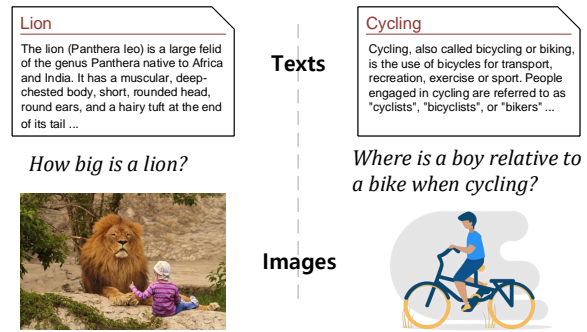 Lion
The lion (Panthera leo) is a large felid
of the genus Panthera native to Africa
and India. It has a muscular, deep-
chested body, short, rounded head,
round ears, and a hairy tuft at the end
of its tail ...
How big is a lion?
Texts
Images
Cycling
Cycling, also called bicycling or biking,
is the use of bicycles for transport,
recreation, exercise or sport. People
engaged in cycling are referred to as
"cyclists", "bicyclists", or "bikers" ...
Where is a boy relative to
a bike when cycling?